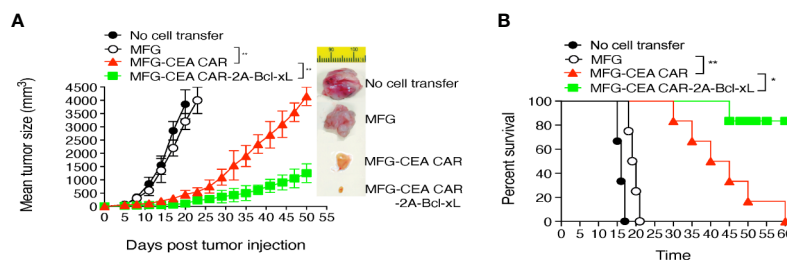 A
No cell transfer
MFG
MFG-CEA CAR
MFG-CEA CAR-2A-Bcl-xL
**
**
Mean tumor size (mm3)
4500
4000
3500
3000
2500
2000
1500
1000
500
0
0 5 10 15 20 25 30 35 40 45 50 55
Days post tumor injection
90 100
No cell transfer
MFG
MFG-CEA CAR
MFG-CEA CAR
-2A-Bcl-xL
B
No cell transfer
MFG
MFG-CEA CAR
MFG-CEA CAR-2A-Bcl-xL
**
*
Percent survival
100
80
60
40
20
0
0 5 10 15 20 25 30 35 40 45 50 55 60
Time